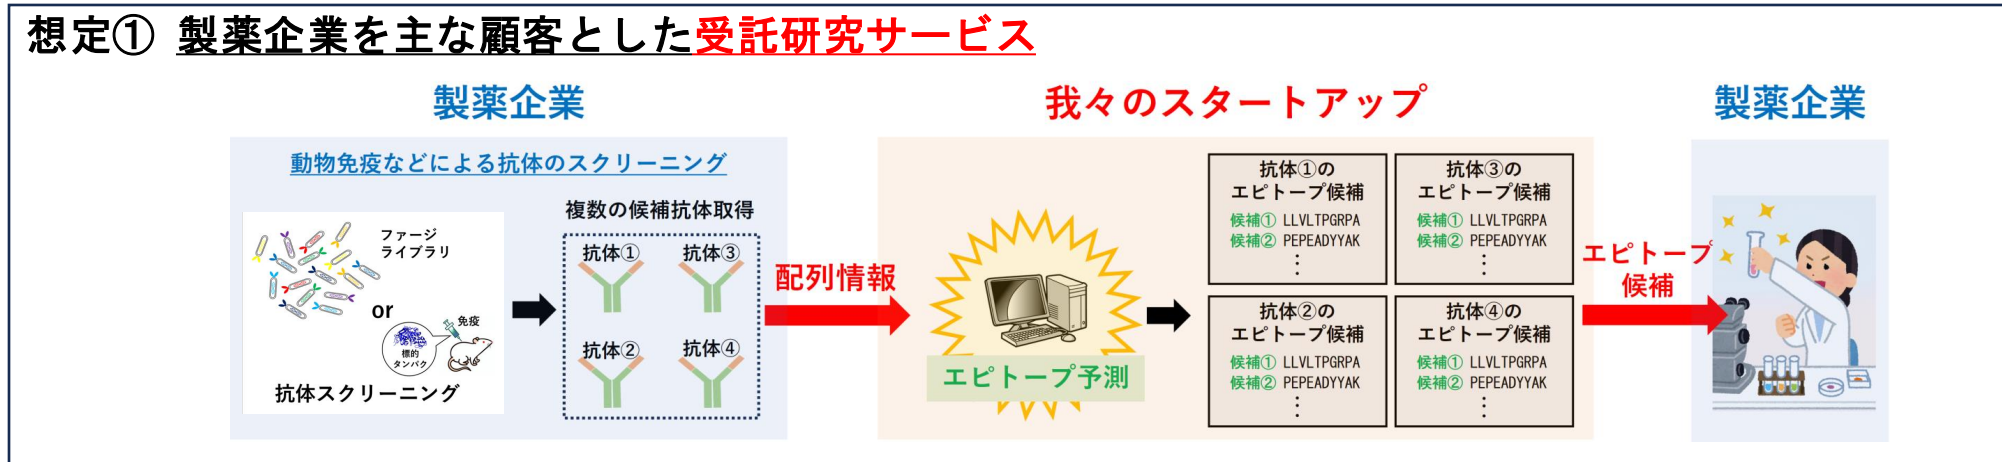 想定① 製薬企業を主な顧客とした受託研究サービス
製薬企業
動物免疫などによる抗体のスクリーニング
ファージ
ライブラリ
or
免疫
標的
タンパク
抗体スクリーニング
複数の候補抗体取得
抗体①
抗体③
抗体②
抗体④
配列情報
我々のスタートアップ
エピトープ予測
抗体①の
エピトープ候補
候補① LLVLTPGRPA
候補② PEPEADYYAK
⋮
抗体③の
エピトープ候補
候補① LLVLTPGRPA
候補② PEPEADYYAK
⋮
抗体②の
エピトープ候補
候補① LLVLTPGRPA
候補② PEPEADYYAK
⋮
抗体④の
エピトープ候補
候補① LLVLTPGRPA
候補② PEPEADYYAK
⋮
エピトープ
候補
製薬企業